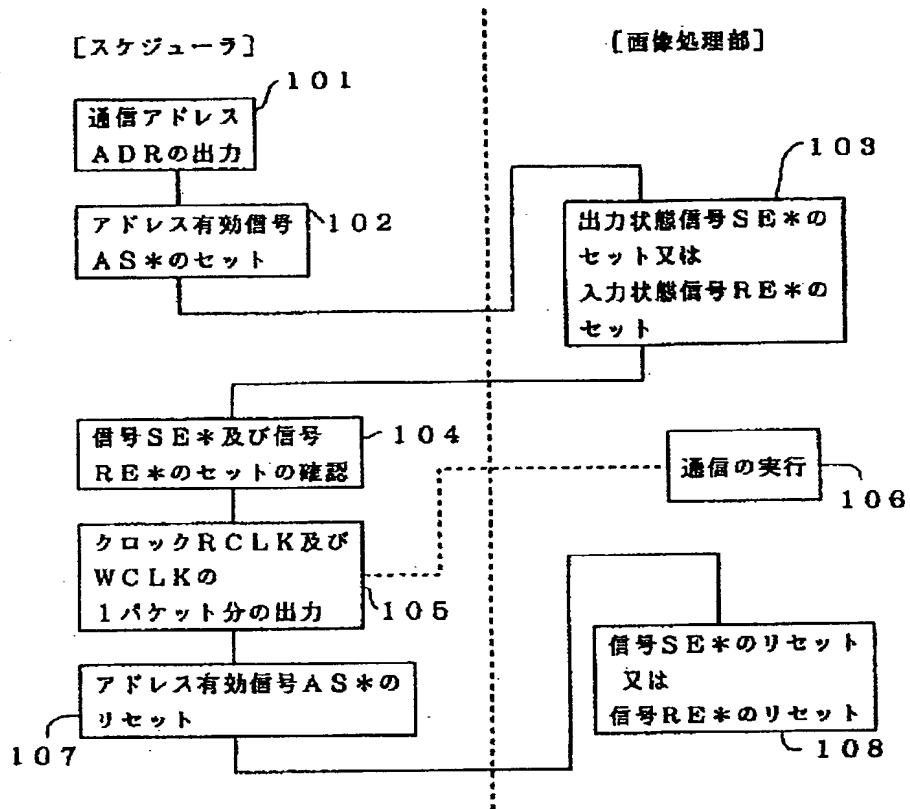 [スケジューラ]
[画像処理部]
101
通信アドレス
ADRの出力
102
アドレス有効信号
AS*のセット
103
出力状態信号SE*の
セット又は
入力状態信号RE*の
セット
104
信号SE*及び信号
RE*のセットの確認
通信の実行
106
クロックRCLK及び
WCLKの
1パケット分の出力
105
アドレス有効信号AS*の
リセット
107
信号SE*のリセット
又は
信号RE*のリセット
108